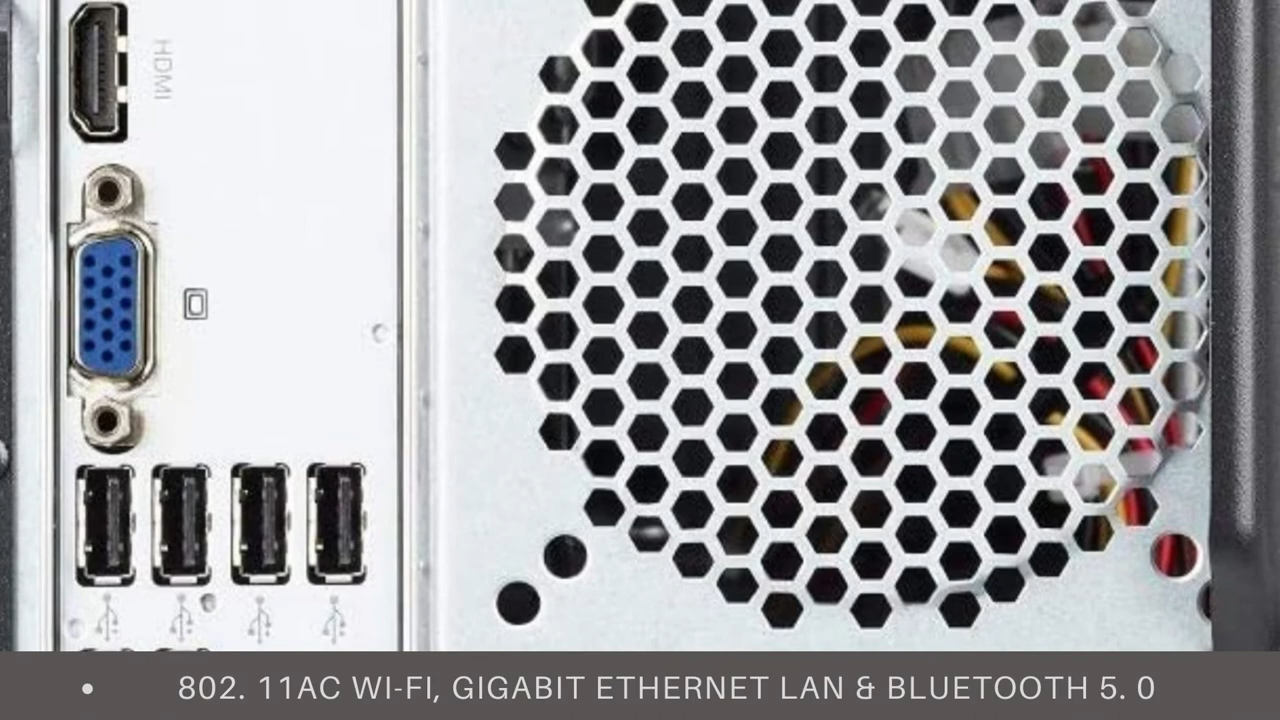 HDMI
• 802. 11AC WI-FI, GIGABIT ETHERNET LAN & BLUETOOTH 5. 0